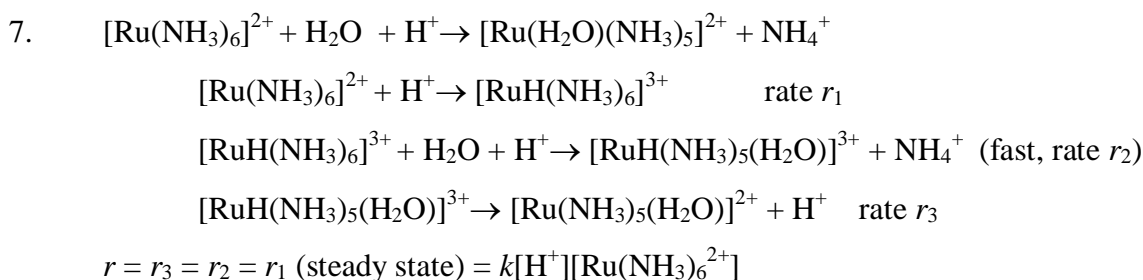 7. [Ru(NH₃)₆]²⁺ + H₂O + H⁺→ [Ru(H₂O)(NH₃)₅]²⁺ + NH₄⁺
[Ru(NH₃)₆]²⁺ + H⁺→ [RuH(NH₃)₆]³⁺ rate r₁
[RuH(NH₃)₆]³⁺ + H₂O + H⁺→ [RuH(NH₃)₅(H₂O)]³⁺ + NH₄⁺ (fast, rate r₂)
[RuH(NH₃)₅(H₂O)]³⁺→ [Ru(NH₃)₅(H₂O)]²⁺ + H⁺ rate r₃
r = r₃ = r₂ = r₁ (steady state) = k[H⁺][Ru(NH₃)₆²⁺]